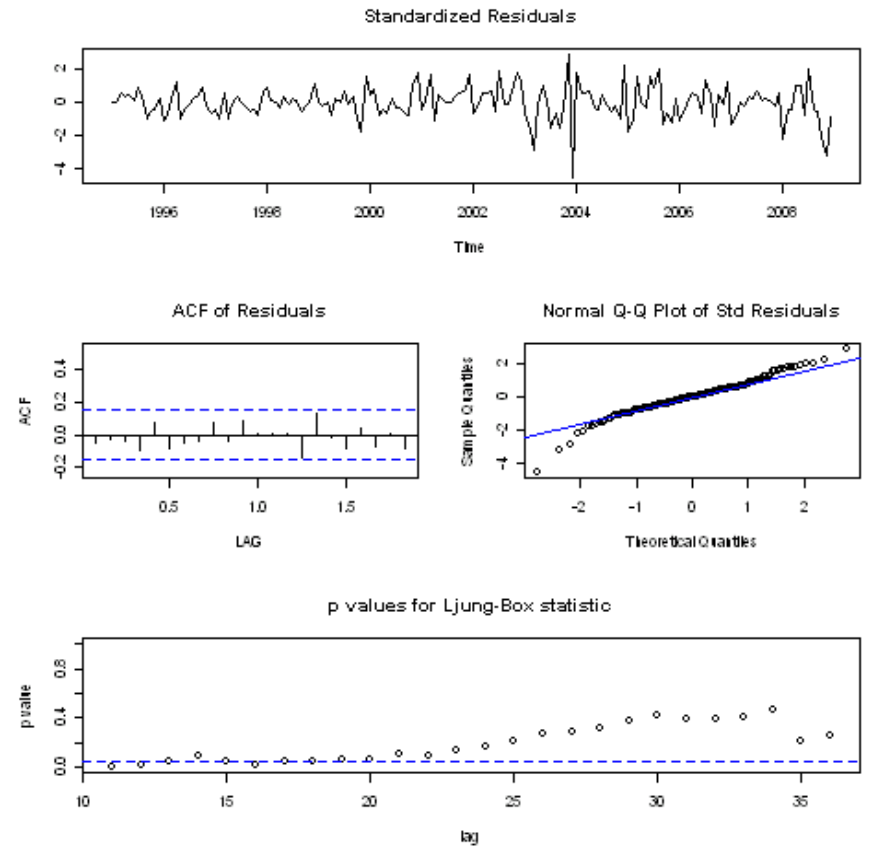 Standardized Residuals
2
0
-2
-4
1996 1998 2000 2002 2004 2006 2008
Time
ACF of Residuals
ACF
0.4
0.2
0.0
-0.2
0.5 1.0 1.5
LAG
Normal Q-Q Plot of Std Residuals
Sample Quantiles
2
0
-2
-4
-2 -1 0 1 2
Theoretical Quantiles
p values for Ljung-Box statistic
p value
0.8
0.4
0.0
10 15 20 25 30 35
lag